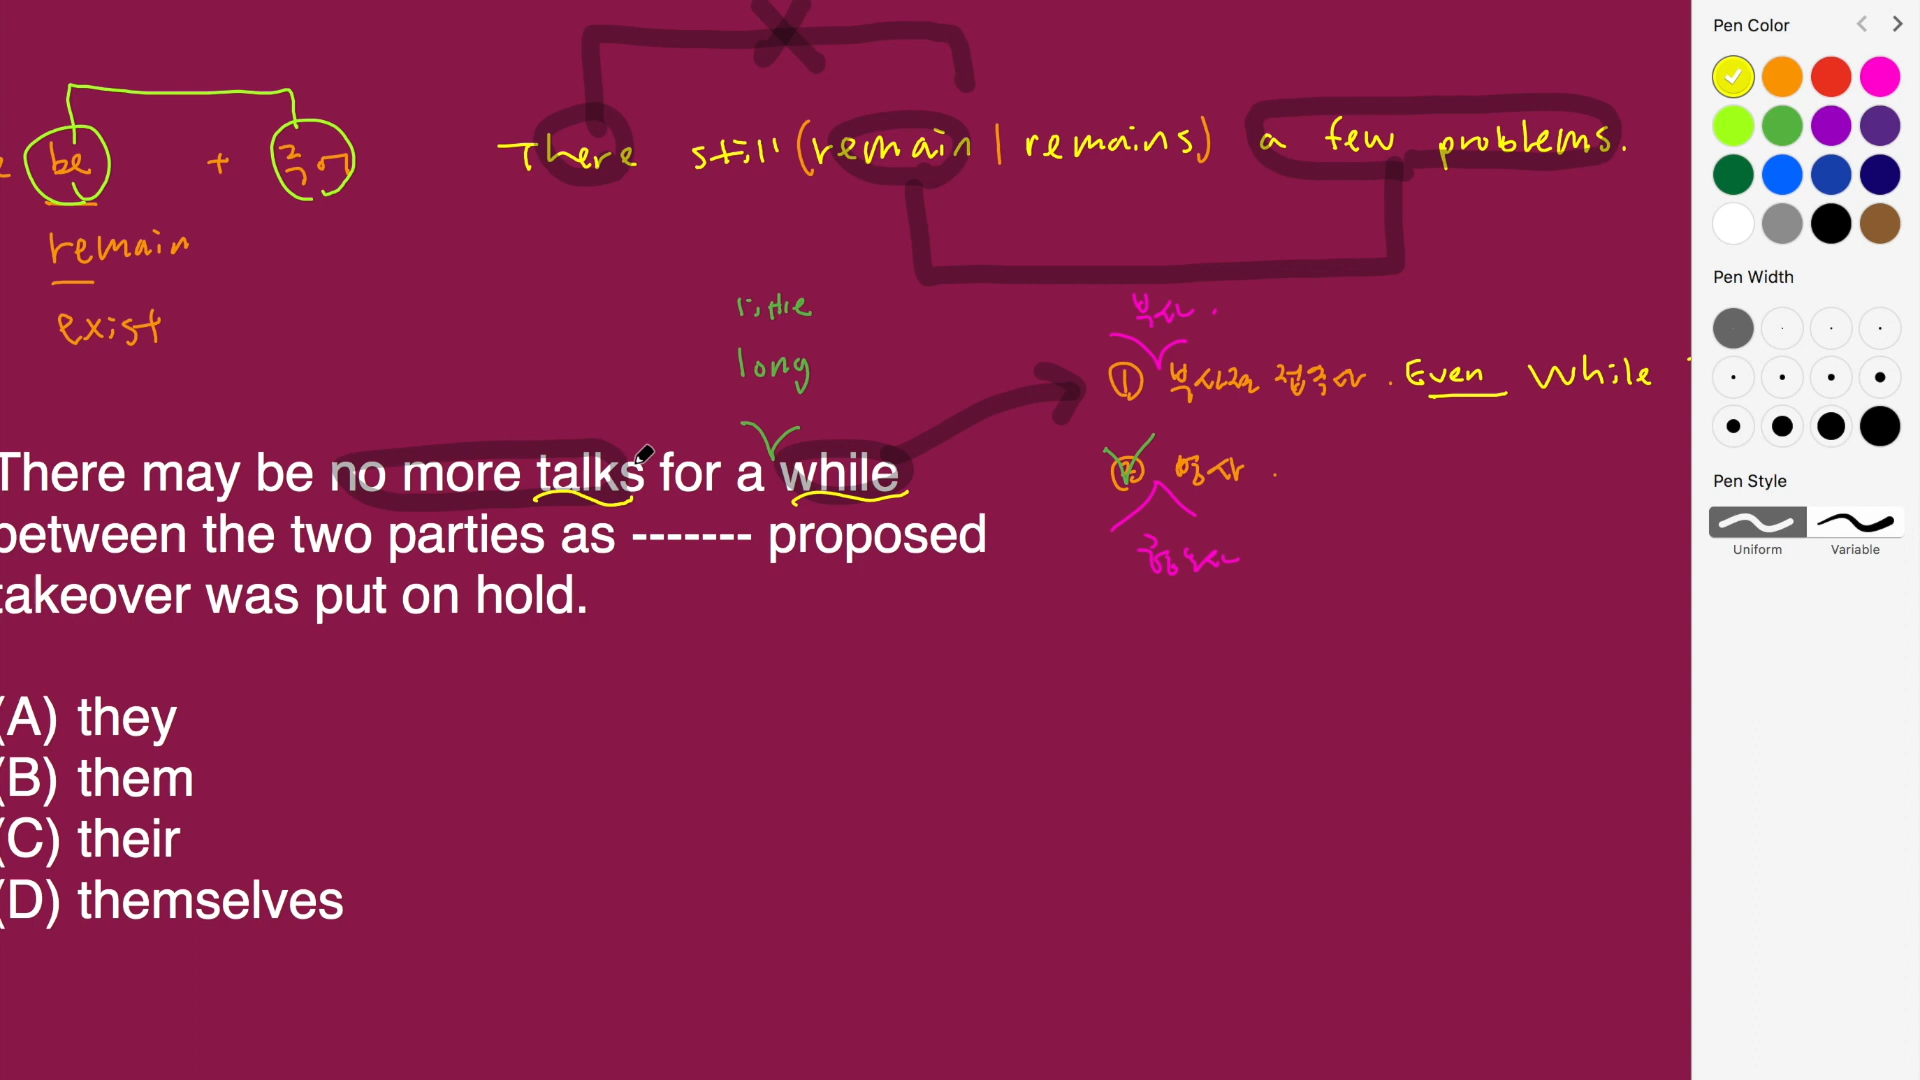 be + 주어
There still (remain | remains) a few problems.
remain
exist
little
long
부사.
① 부사절 접속사. Even While
There may be no more talks for a while
② 명사.
between the two parties as ------- proposed
형용사
takeover was put on hold.
(A) they
(B) them
(C) their
(D) themselves
Pen Color
Pen Width
Pen Style
Uniform Variable